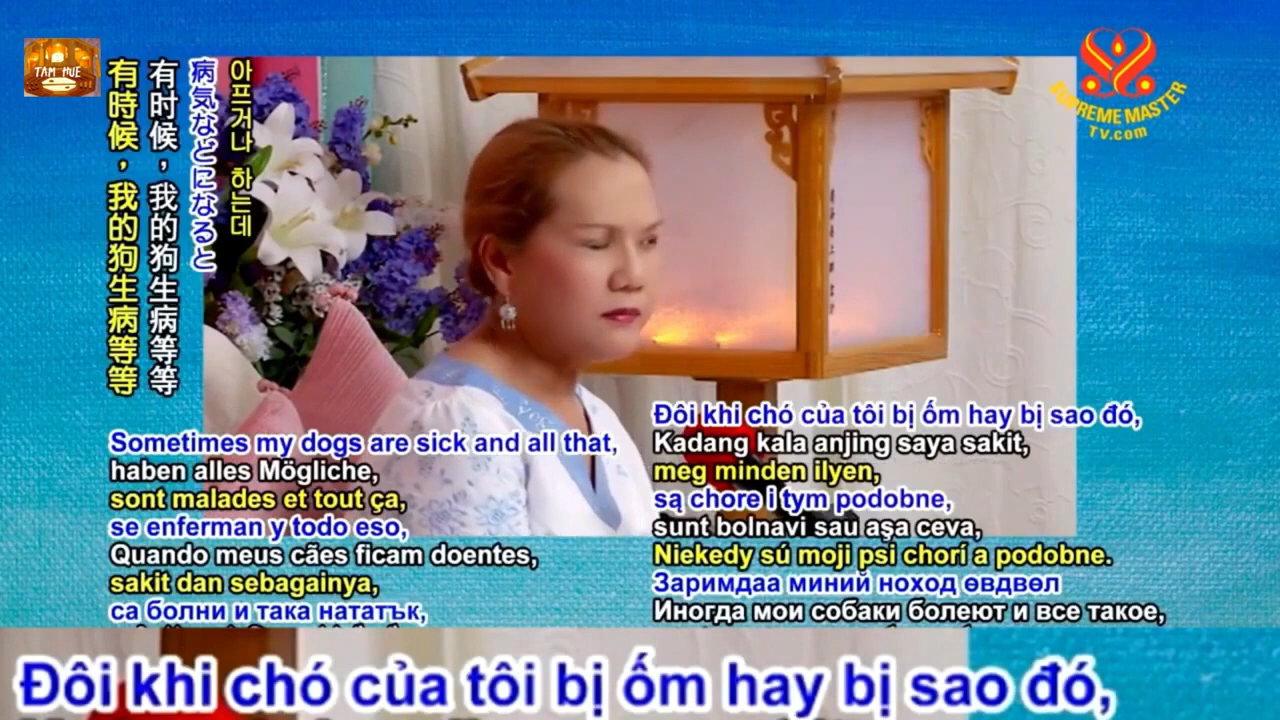 TAM HUE
SUPREME MASTER
TV.com
아프거나 하는데
病気などになると
有时候，我的狗生病等等
有時候，我的狗生病等等
Sometimes my dogs are sick and all that,
haben alles Mögliche,
sont malades et tout ça,
se enferman y todo eso,
Quando meus cães ficam doentes,
sakit dan sebagainya,
са болни и така нататък,
Đôi khi chó của tôi bị ốm hay bị sao đó,
Kadang kala anjing saya sakit,
meg minden ilyen,
są chore i tym podobne,
sunt bolnavi sau aşa ceva,
Niekedy sú moji psi chorí a podobne.
Заримдаа миний ноход өвдвөл
Иногда мои собаки болеют и все такое,
Đôi khi chó của tôi bị ốm hay bị sao đó,